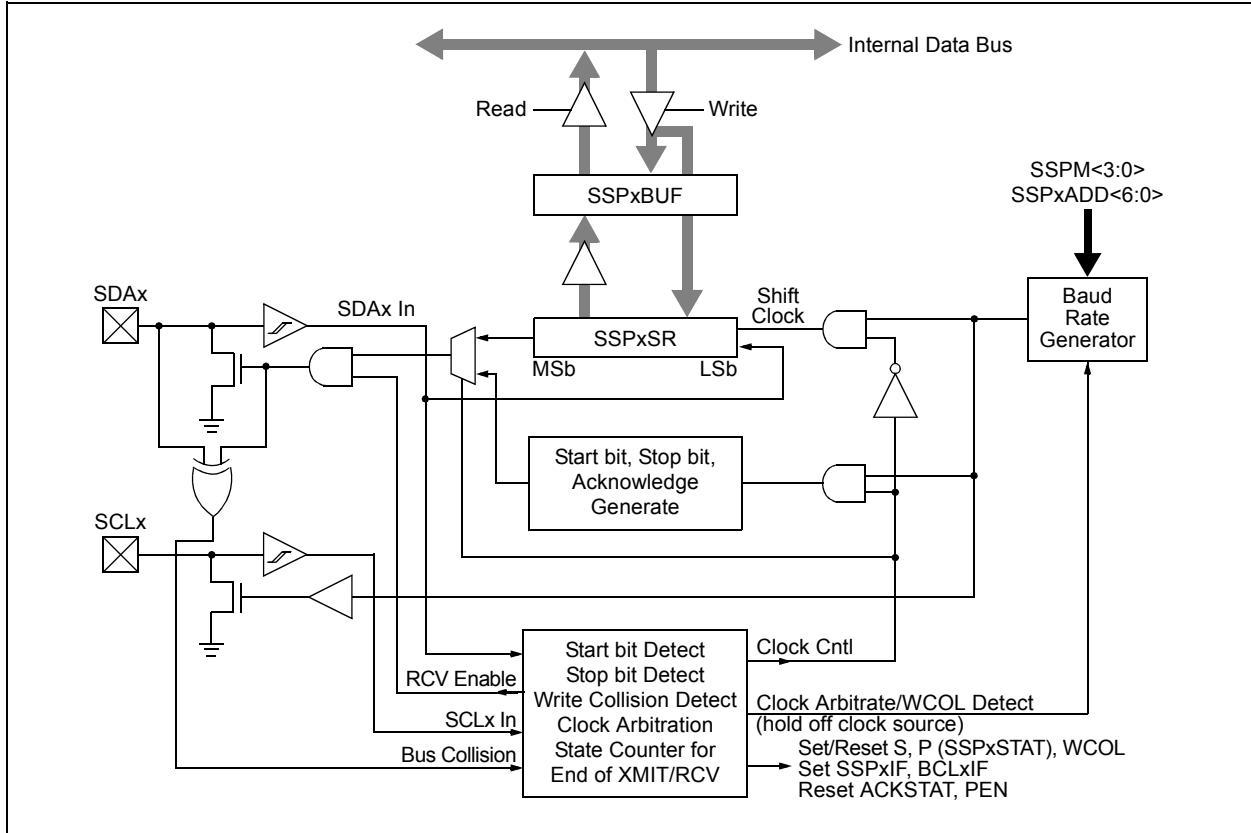 Internal Data Bus
Read
Write
SSPxBUF
SSPM<3:0>
SSPxADD<6:0>
SDAx
SDAx In
Shift
Clock
Baud
Rate
Generator
SSPxSR
MSb
LSb
Start bit, Stop bit,
Acknowledge
Generate
SCLx
Start bit Detect
Stop bit Detect
Write Collision Detect
Clock Arbitration
State Counter for
End of XMIT/RCV
RCV Enable
SCLx In
Bus Collision
Clock Cntl
Clock Arbitrate/WCOL Detect
(hold off clock source)
Set/Reset S, P (SSPxSTAT), WCOL
Set SSPxIF, BCLxIF
Reset ACKSTAT, PEN